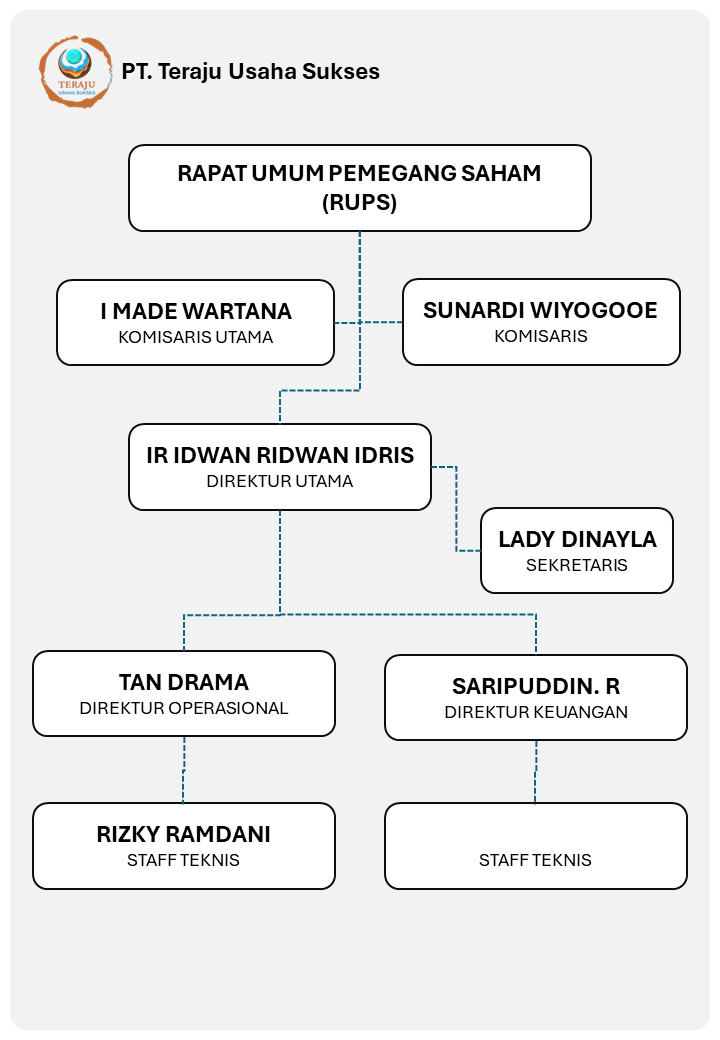 TERAJU
USAHA SUKSES
PT. Teraju Usaha Sukses
RAPAT UMUM PEMEGANG SAHAM
(RUPS)
I MADE WARTANA
KOMISARIS UTAMA
SUNARDI WIYOGOOE
KOMISARIS
IR IDWAN RIDWAN IDRIS
DIREKTUR UTAMA
LADY DINAYLA
SEKRETARIS
TAN DRAMA
DIREKTUR OPERASIONAL
SARIPUDDIN. R
DIREKTUR KEUANGAN
RIZKY RAMDANI
STAFF TEKNIS
STAFF TEKNIS